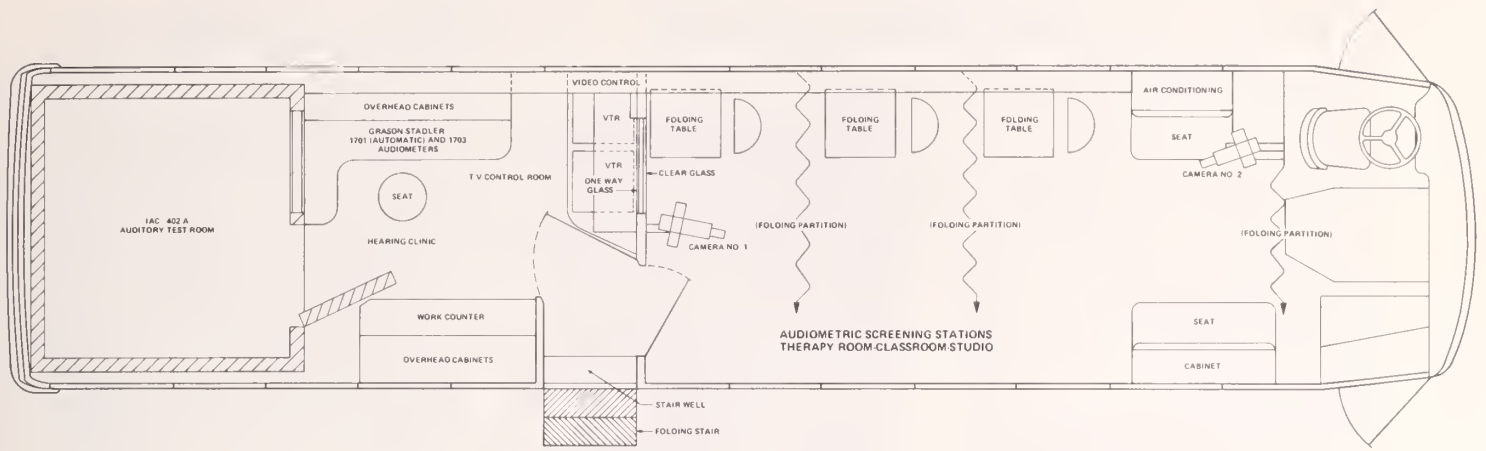 VIDEO CONTROL
OVERHEAD CABINETS
GRASON-STADLER
1701 (AUTOMATIC) AND 1703
AUDIOMETERS
VTR
VTR
ONE WAY
GLASS
FOLDING
TABLE
CLEAR GLASS
FOLDING
TABLE
FOLDING
TABLE
AIR CONDITIONING
SEAT
CAMERA NO. 2
T V CONTROL ROOM
SEAT
IAC 402 A
AUDITORY TEST ROOM
HEARING CLINIC
CAMERA NO. 1
(FOLDING PARTITION)
(FOLDING PARTITION)
(FOLDING PARTITION)
WORK COUNTER
OVERHEAD CABINETS
AUDIOMETRIC SCREENING STATIONS
THERAPY ROOM-CLASSROOM-STUDIO
SEAT
CABINET
STAIR WELL
FOLDING STAIR